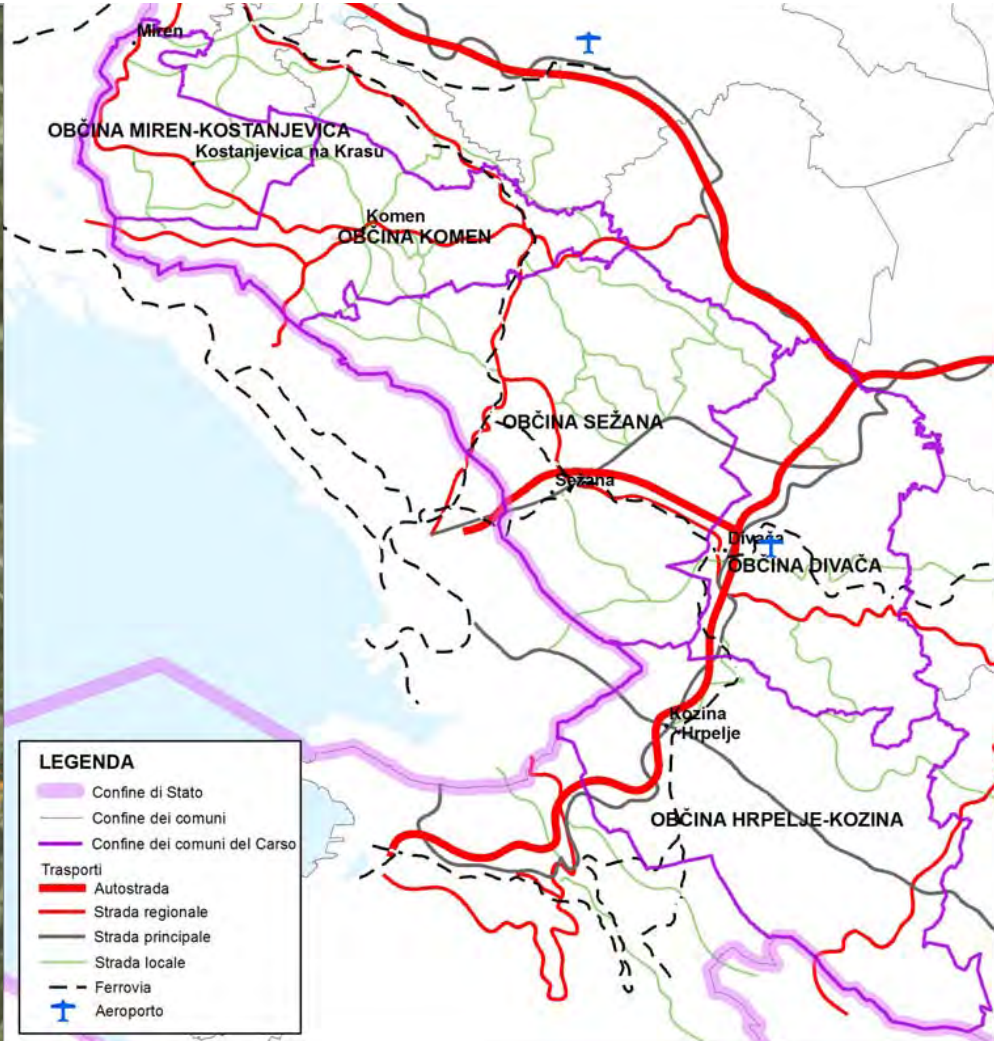 Miren
OBČINA MIREN-KOSTANJEVICA
Kostanjevica na Krasu
Komen
OBČINA KOMEN
OBČINA SEŽANA
Sežana
Divača
OBČINA DIVAČA
Kozina
Hrpelje
OBČINA HRPELJE-KOZINA
LEGENDA
Confine di Stato
Confine dei comuni
Confine dei comuni del Carso
Trasporti
Autostrada
Strada regionale
Strada principale
Strada locale
Ferrovia
Aeroporto